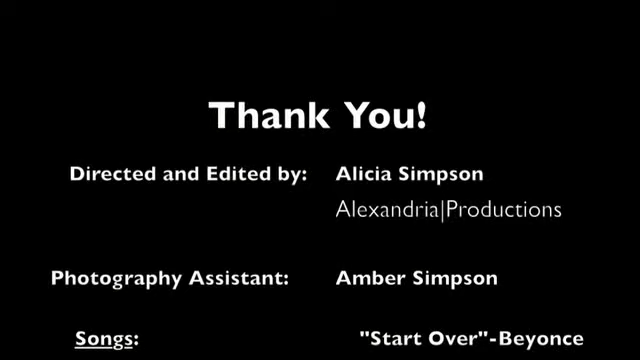 Thank You!
Directed and Edited by: Alicia Simpson
Alexandria|Productions
Photography Assistant: Amber Simpson
Songs: "Start Over"-Beyonce